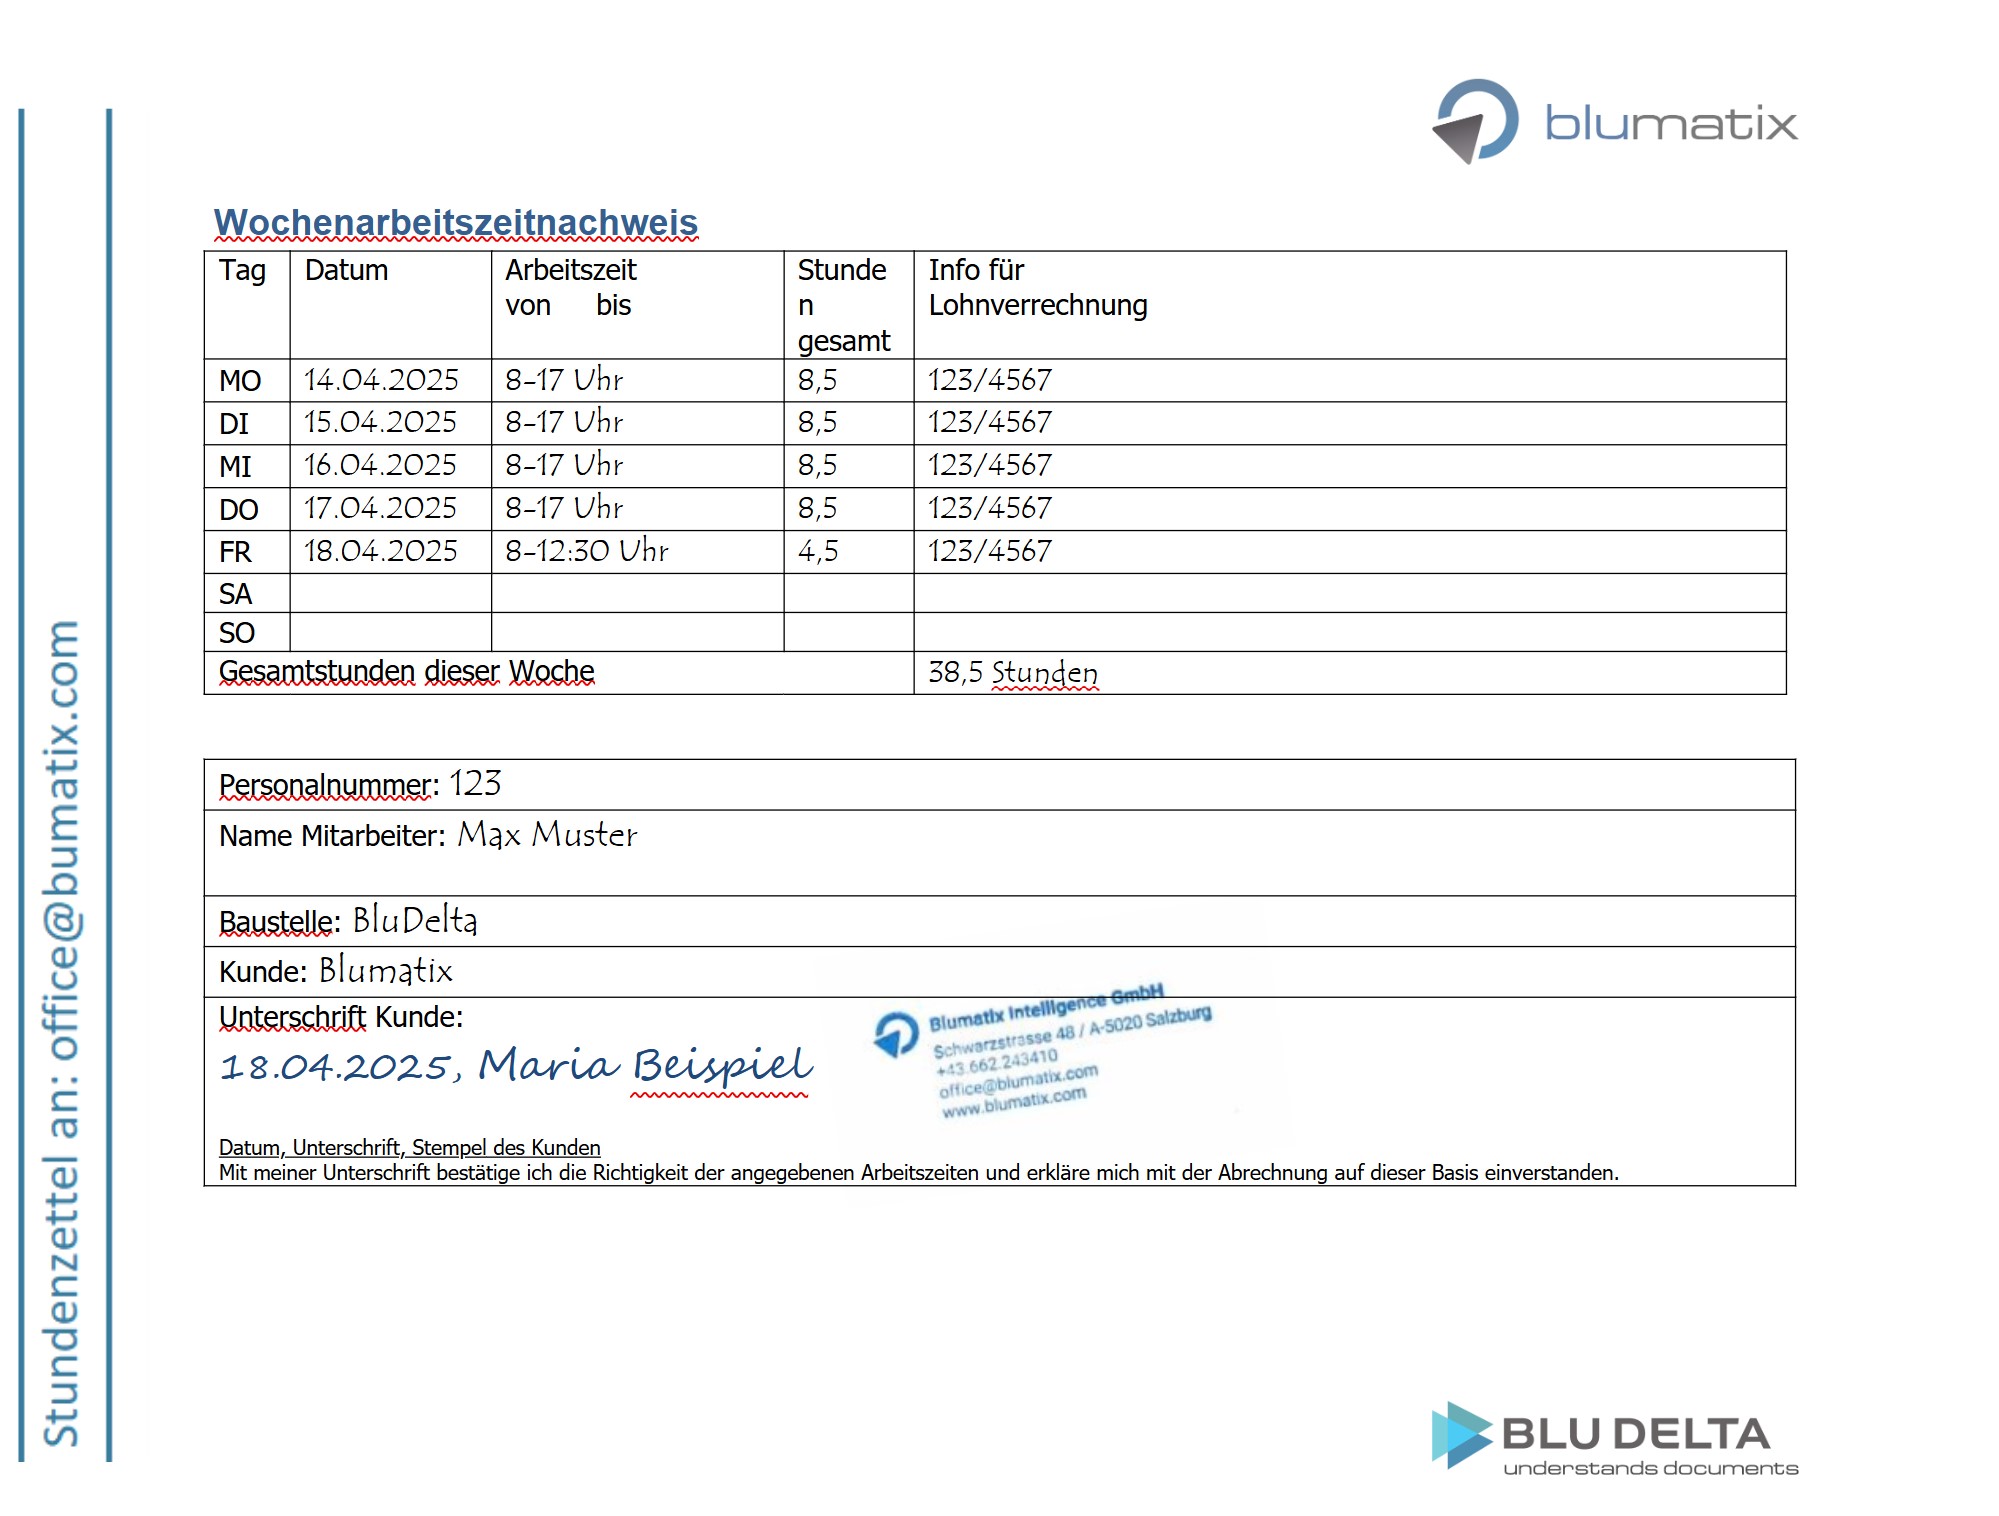 blumatix
Stundenzettel an: office@bumatix.com
Wochenarbeitszeitnachweis
Tag Datum Arbeitszeit Stunde Info für
von bis n Lohnverrechnung
gesamt
MO 14.04.2025 8-17 Uhr 8,5 123/4567
DI 15.04.2025 8-17 Uhr 8,5 123/4567
MI 16.04.2025 8-17 Uhr 8,5 123/4567
DO 17.04.2025 8-17 Uhr 8,5 123/4567
FR 18.04.2025 8-12:30 Uhr 4,5 123/4567
SA
SO
Gesamtstunden dieser Woche 38,5 Stunden
Personalnummer: 123
Name Mitarbeiter: Max Muster
Baustelle: BluDelta
Kunde: Blumatix
Unterschrift Kunde:
18.04.2025, Maria Beispiel
Blumatix Intelligence GmbH
Schwarzstrasse 48 / A-5020 Salzburg
+43.662.243410
office@blumatix.com
www.blumatix.com
Datum, Unterschrift, Stempel des Kunden
Mit meiner Unterschrift bestätige ich die Richtigkeit der angegebenen Arbeitszeiten und erkläre mich mit der Abrechnung auf dieser Basis einverstanden.
BLU DELTA
understands documents